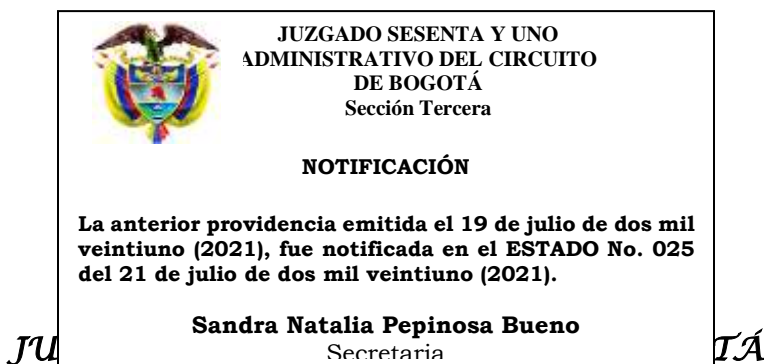 JUZGADO SESENTA Y UNO
ADMINISTRATIVO DEL CIRCUITO
DE BOGOTÁ
Sección Tercera
NOTIFICACIÓN
La anterior providencia emitida el 19 de julio de dos mil
veintiuno (2021), fue notificada en el ESTADO No. 025
del 21 de julio de dos mil veintiuno (2021).
Sandra Natalia Pepinosa Bueno
Secretaria
JU TÁ